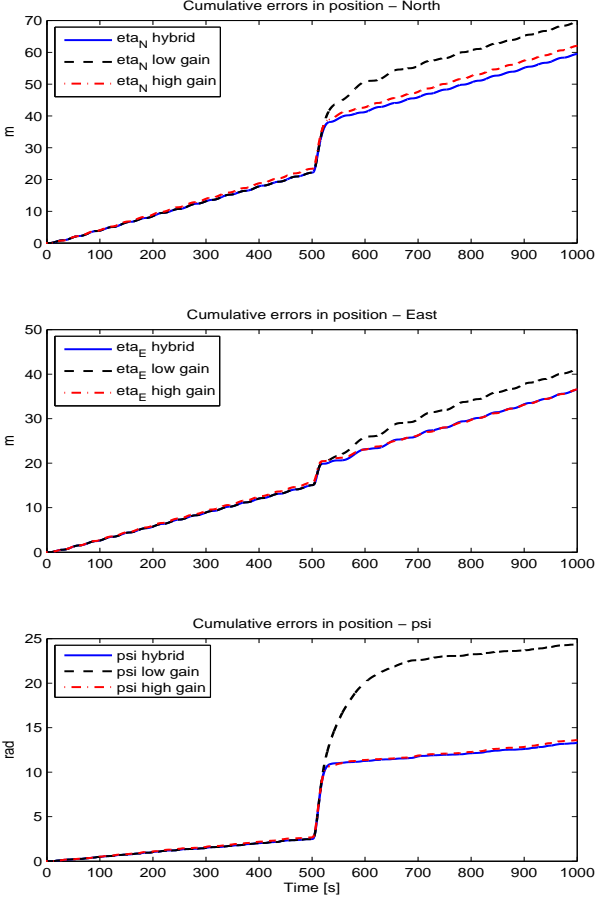 Cumulative errors in position – North
70
60
50
40
30
20
10
0
m
eta_N hybrid
eta_N low gain
eta_N high gain
0 100 200 300 400 500 600 700 800 900 1000
Cumulative errors in position – East
50
40
30
20
10
0
m
eta_E hybrid
eta_E low gain
eta_E high gain
0 100 200 300 400 500 600 700 800 900 1000
Cumulative errors in position – psi
25
20
15
10
5
0
rad
psi hybrid
psi low gain
psi high gain
0 100 200 300 400 500 600 700 800 900 1000
Time [s]